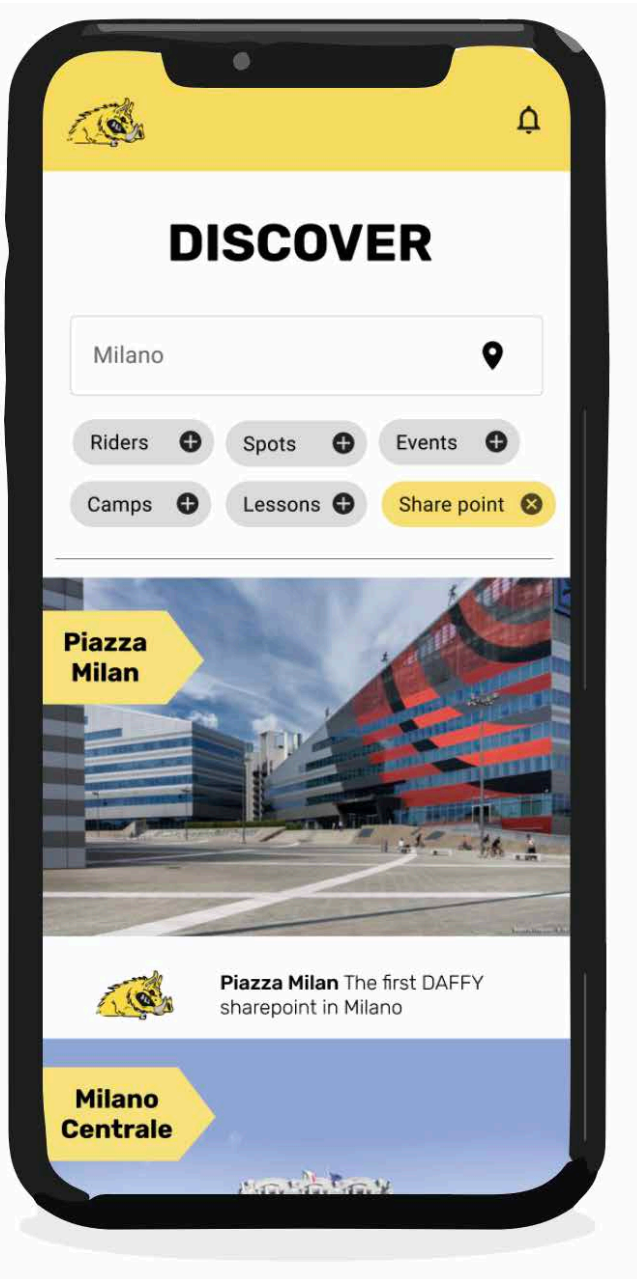 DISCOVER
Milano
Riders
Spots
Events
Camps
Lessons
Share point
Piazza
Milan
Piazza Milan The first DAFFY
sharepoint in Milano
Milano
Centrale